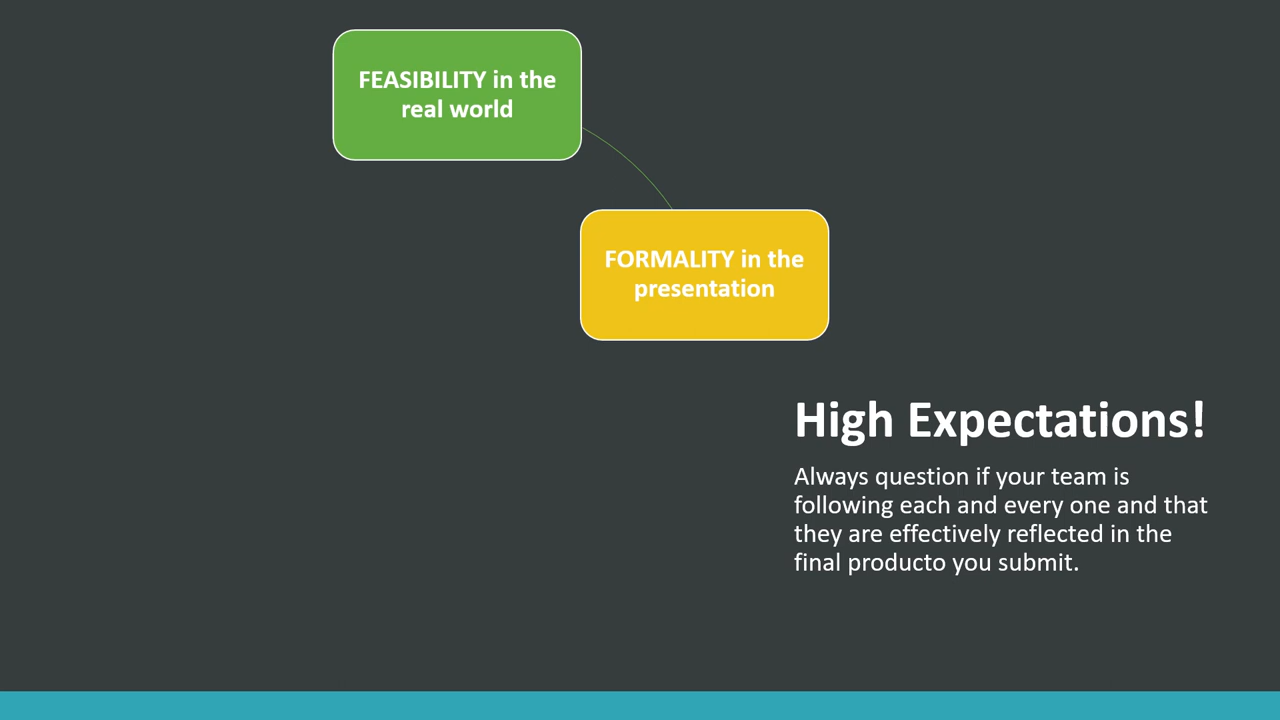 FEASIBILITY in the
real world
FORMALITY in the
presentation
High Expectations!
Always question if your team is
following each and every one and that
they are effectively reflected in the
final producto you submit.